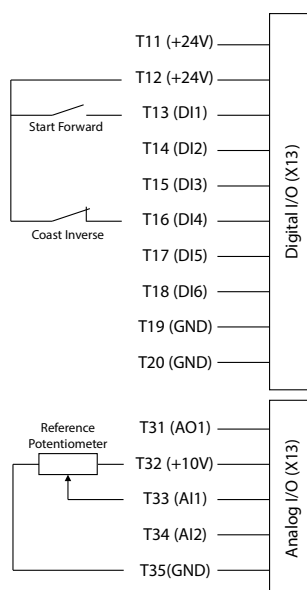 T11 (+24V)
T12 (+24V)
T13 (DI1)
Start Forward
T14 (DI2)
T15 (DI3)
T16 (DI4)
Coast Inverse
T17 (DI5)
T18 (DI6)
T19 (GND)
T20 (GND)
Digital I/O (X13)
Reference
Potentiometer
T31 (AO1)
T32 (+10V)
T33 (AI1)
T34 (AI2)
T35(GND)
Analog I/O (X13)